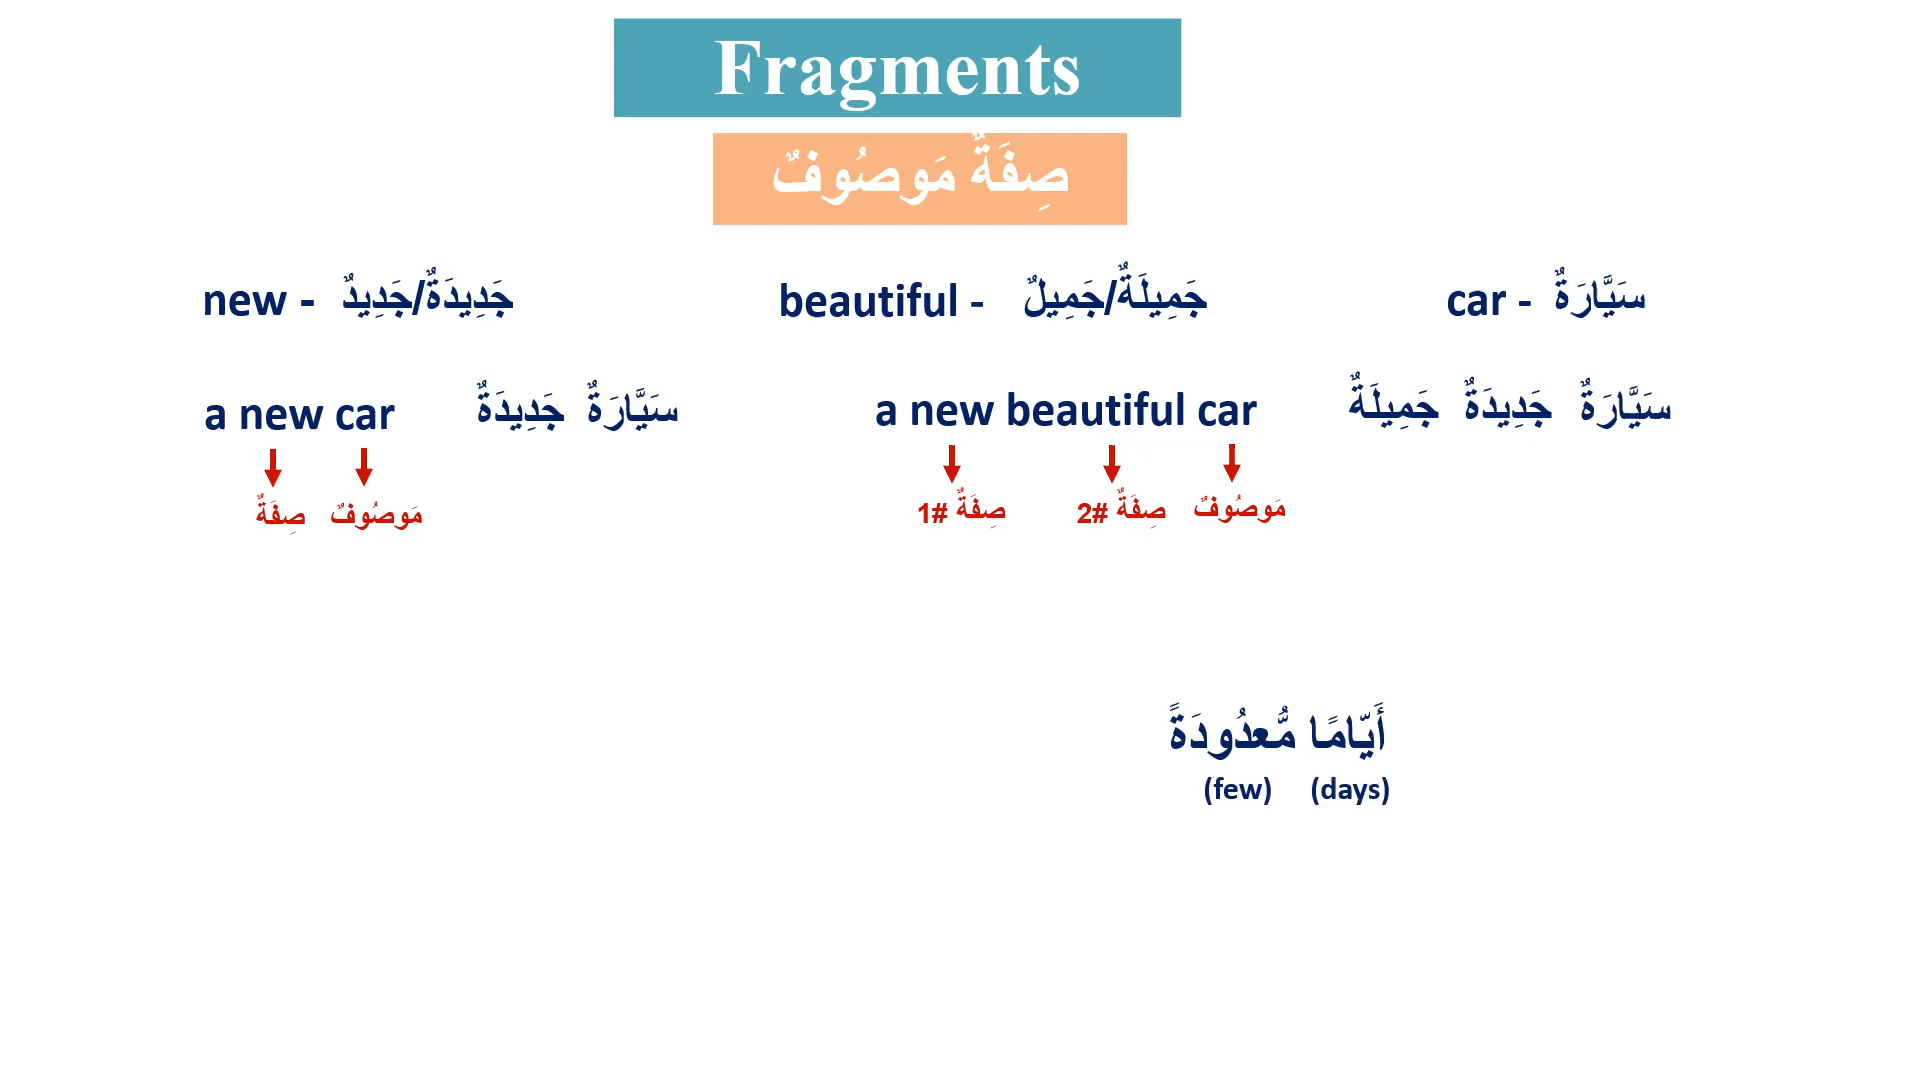 Fragments
صِفَةٌ مَوصُوفٌ
new - جَدِيدَةٌ/جَدِيدٌ
beautiful - جَمِيلَةٌ/جَمِيلٌ
car - سَيَّارَةٌ
a new car سَيَّارَةٌ جَدِيدَةٌ
صِفَةٌ مَوصُوفٌ
a new beautiful car سَيَّارَةٌ جَدِيدَةٌ جَمِيلَةٌ
صِفَةٌ #1 صِفَةٌ #2 مَوصُوفٌ
أَيّامًا مُّعدُودَةً
(few) (days)